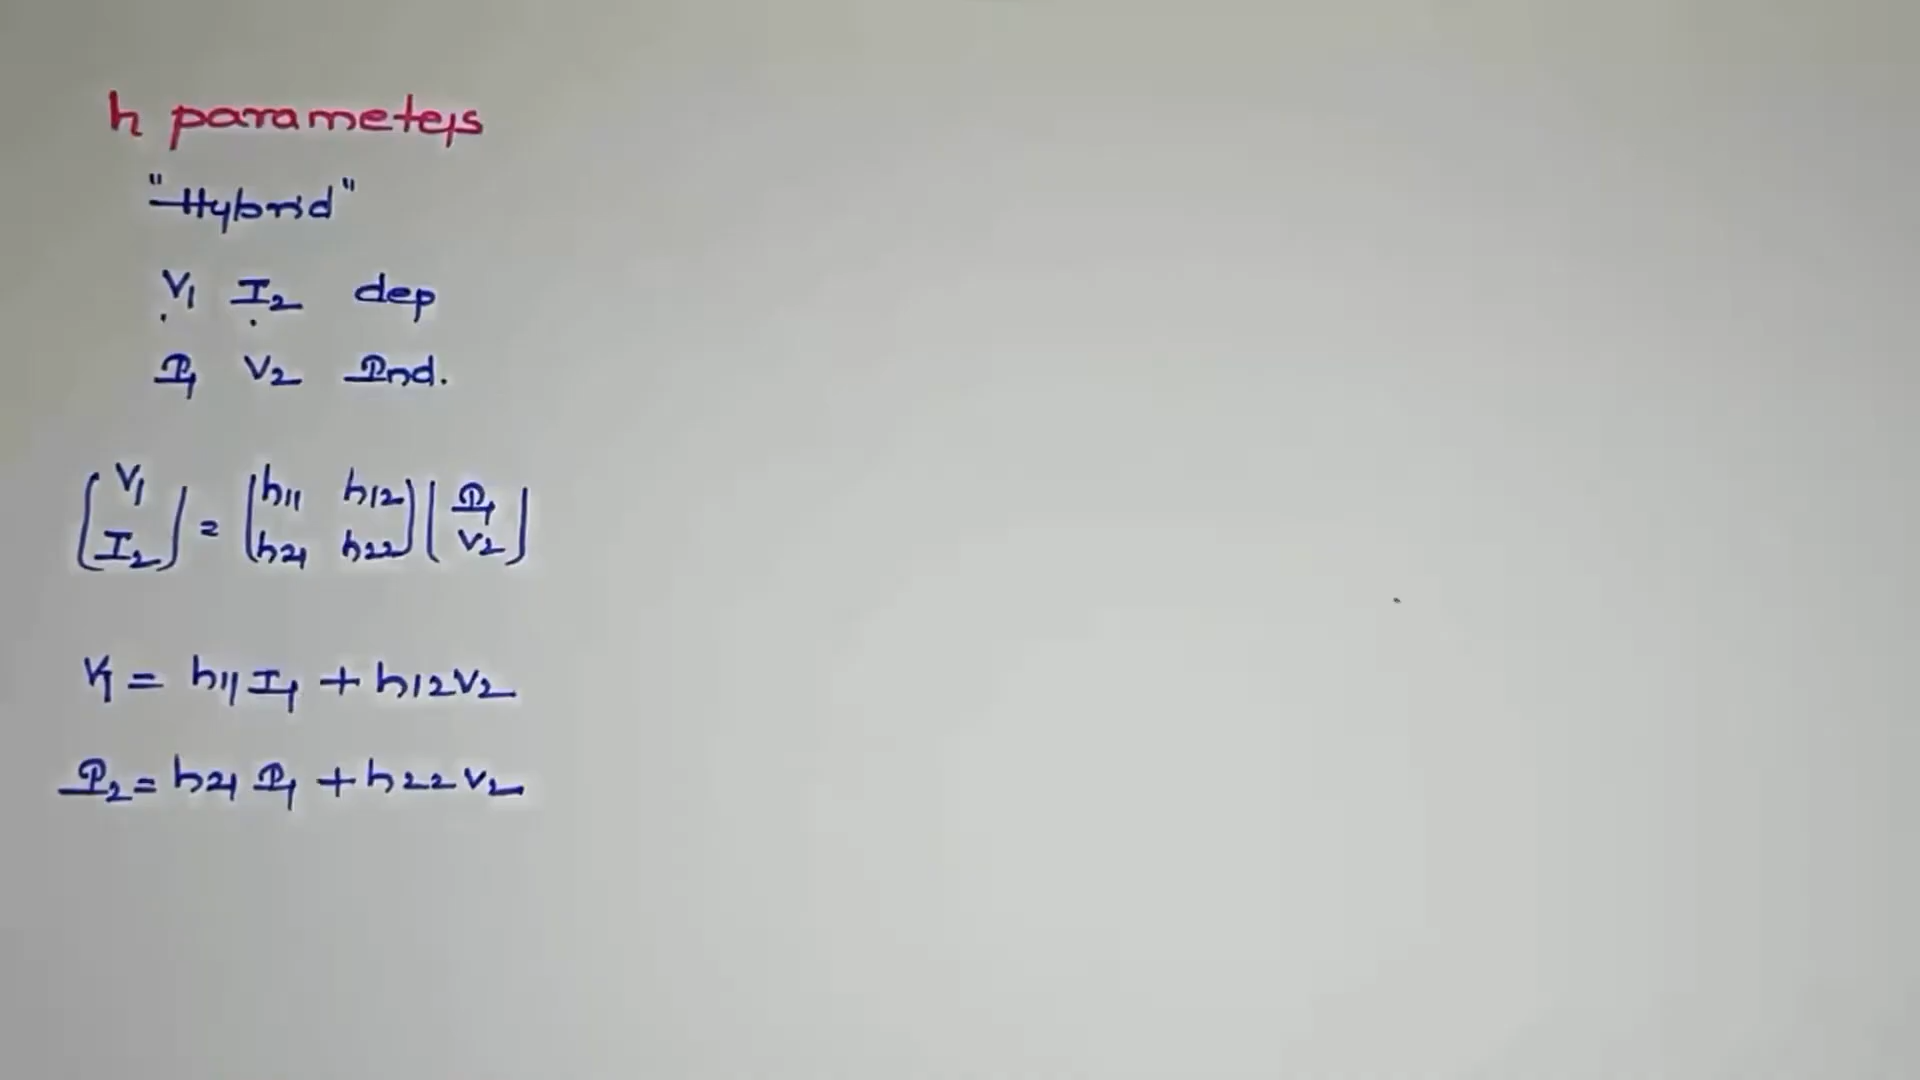 h parameters
"Hybrid"
V1 I2 dep
I1 V2 Ind.
[V1 I2] = [h11 h12 h21 h22] [I1 V2]
V1 = h11 I1 + h12 V2
I2 = h21 I1 + h22 V2